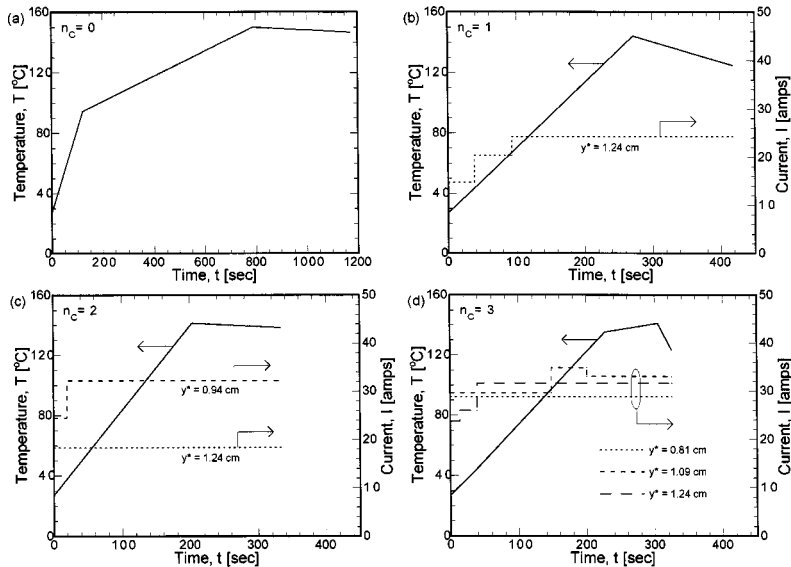 (a)
n_C= 0
Temperature, T [°C]
160
120
80
40
0
0 200 400 600 800 1000 1200
Time, t [sec]
(b)
n_C= 1
Temperature, T [°C]
160
120
80
40
0
y* = 1.24 cm
50
40
30
20
10
0
Current, I [amps]
0 100 200 300 400
Time, t [sec]
(c)
n_C= 2
Temperature, T [°C]
160
120
80
40
0
y* = 0.94 cm
y* = 1.24 cm
50
40
30
20
10
0
Current, I [amps]
0 100 200 300 400
Time, t [sec]
(d)
n_C= 3
Temperature, T [°C]
160
120
80
40
0
y* = 0.81 cm
y* = 1.09 cm
y* = 1.24 cm
50
40
30
20
10
0
Current, I [amps]
0 100 200 300 400
Time, t [sec]